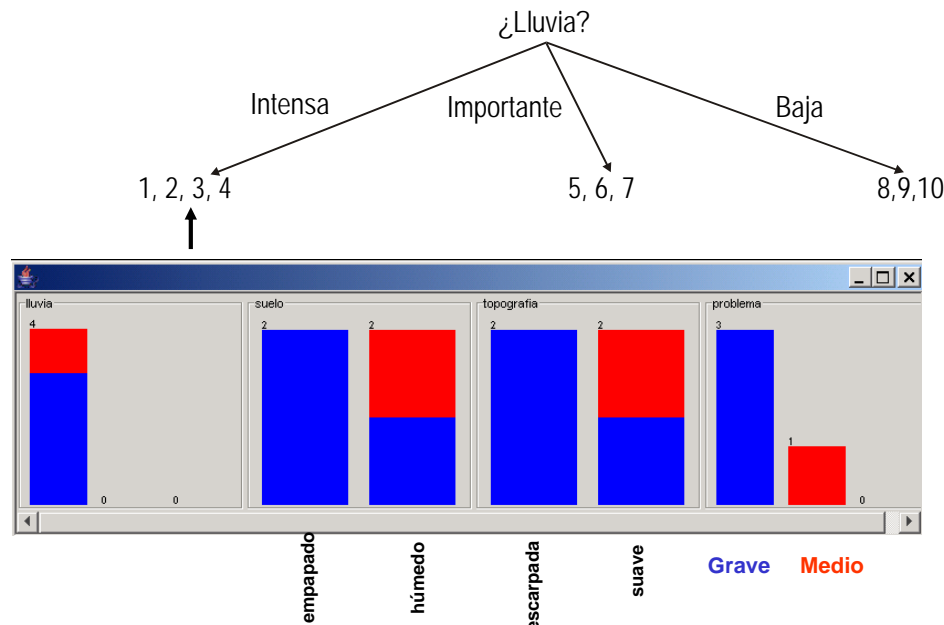 ¿Lluvia?
Intensa
Importante
Baja
1, 2, 3, 4
5, 6, 7
8,9,10
lluvia
suelo
topografia
problema
4
0
0
2
2
2
2
3
1
0
empapado
húmedo
escarpada
suave
Grave
Medio